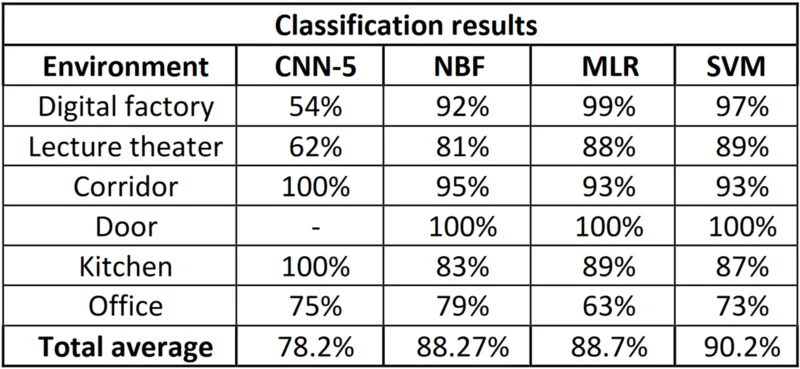 Classification results
Environment CNN-5 NBF MLR SVM
Digital factory 54% 92% 99% 97%
Lecture theater 62% 81% 88% 89%
Corridor 100% 95% 93% 93%
Door - 100% 100% 100%
Kitchen 100% 83% 89% 87%
Office 75% 79% 63% 73%
Total average 78.2% 88.27% 88.7% 90.2%